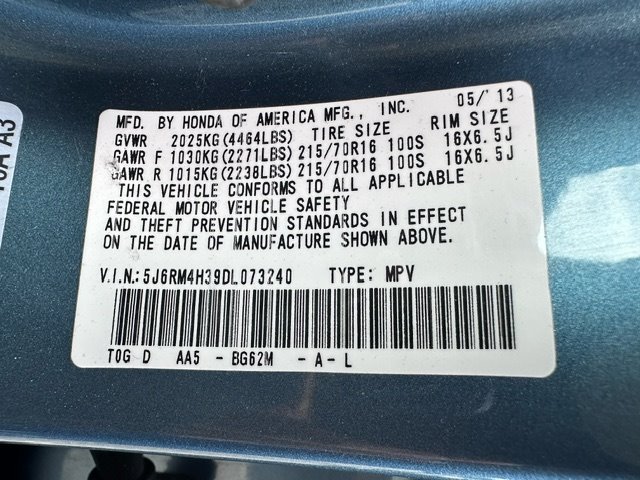 MFD. BY HONDA OF AMERICA MFG., INC. 05/'13
GVWR 2025KG(4464LBS) TIRE SIZE RIM SIZE
GAWR F 1030KG(2271LBS) 215/70R16 100S 16X6.5J
GAWR R 1015KG(2238LBS) 215/70R16 100S 16X6.5J
THIS VEHICLE CONFORMS TO ALL APPLICABLE
FEDERAL MOTOR VEHICLE SAFETY
AND THEFT PREVENTION STANDARDS IN EFFECT
ON THE DATE OF MANUFACTURE SHOWN ABOVE.
V.I.N.: 5J6RM4H39DL073240 TYPE: MPV
T0G D AA5 - BG62M - A - L
A3